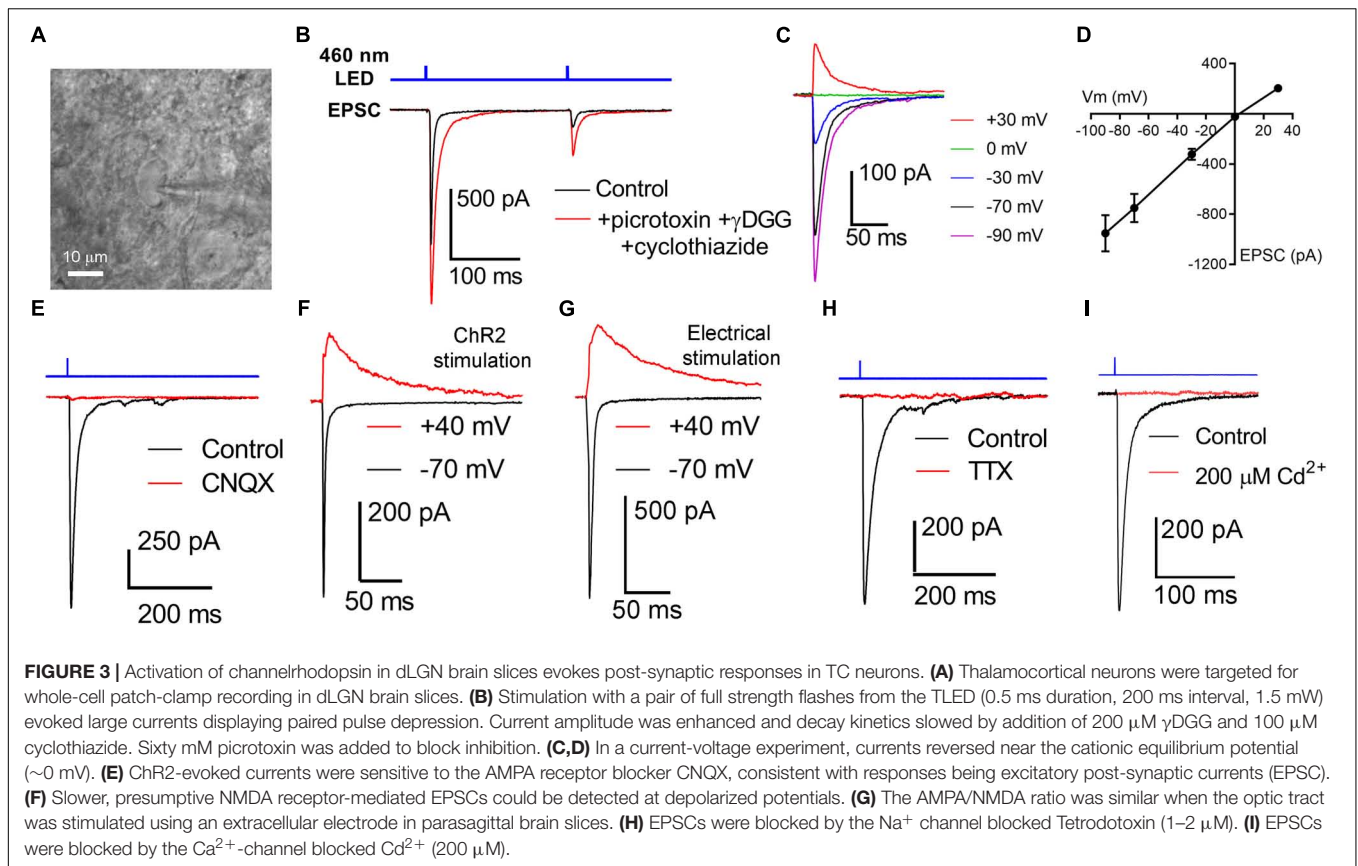 A
10 µm
B
460 nm
LED
EPSC
500 pA
100 ms
Control
+picrotoxin +γDGG
+cyclothiazide
C
+30 mV
0 mV
-30 mV
-70 mV
-90 mV
100 pA
50 ms
D
400
Vm (mV)
-100 -80 -60 -40 -20 20 40
-400
-800
-1200
EPSC (pA)
E
Control
CNQX
250 pA
200 ms
F
ChR2
stimulation
+40 mV
-70 mV
200 pA
50 ms
G
Electrical
stimulation
+40 mV
-70 mV
500 pA
50 ms
H
Control
TTX
200 pA
200 ms
I
Control
200 µM Cd²⁺
200 pA
100 ms
FIGURE 3 | Activation of channelrhodopsin in dLGN brain slices evokes post-synaptic responses in TC neurons. (A) Thalamocortical neurons were targeted for
whole-cell patch-clamp recording in dLGN brain slices. (B) Stimulation with a pair of full strength flashes from the TLED (0.5 ms duration, 200 ms interval, 1.5 mW)
evoked large currents displaying paired pulse depression. Current amplitude was enhanced and decay kinetics slowed by addition of 200 µM γDGG and 100 µM
cyclothiazide. Sixty mM picrotoxin was added to block inhibition. (C,D) In a current-voltage experiment, currents reversed near the cationic equilibrium potential
(~0 mV). (E) ChR2-evoked currents were sensitive to the AMPA receptor blocker CNQX, consistent with responses being excitatory post-synaptic currents (EPSC).
(F) Slower, presumptive NMDA receptor-mediated EPSCs could be detected at depolarized potentials. (G) The AMPA/NMDA ratio was similar when the optic tract
was stimulated using an extracellular electrode in parasagittal brain slices. (H) EPSCs were blocked by the Na⁺ channel blocked Tetrodotoxin (1–2 µM). (I) EPSCs
were blocked by the Ca²⁺-channel blocked Cd²⁺ (200 µM).